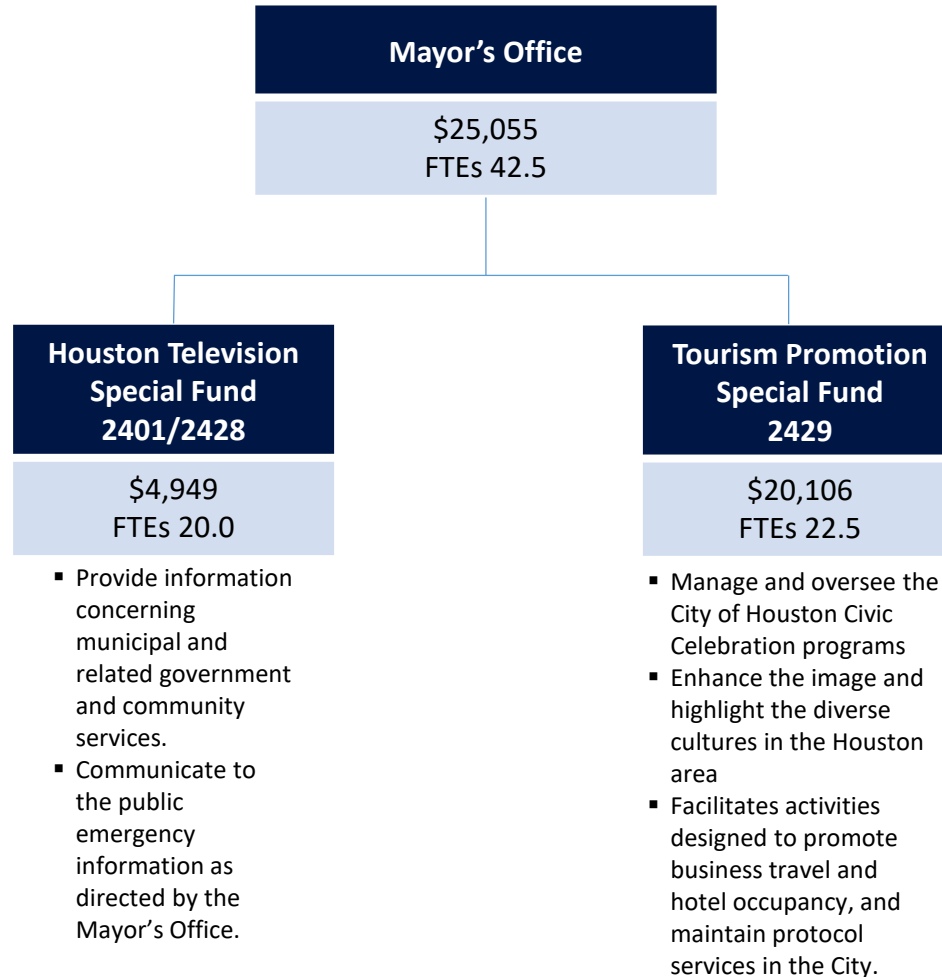 Mayor’s Office
$25,055
FTEs 42.5
Houston Television
Special Fund
2401/2428
$4,949
FTEs 20.0
▪ Provide information
concerning
municipal and
related government
and community
services.
▪ Communicate to
the public
emergency
information as
directed by the
Mayor’s Office.
Tourism Promotion
Special Fund
2429
$20,106
FTEs 22.5
▪ Manage and oversee the
City of Houston Civic
Celebration programs
▪ Enhance the image and
highlight the diverse
cultures in the Houston
area
▪ Facilitates activities
designed to promote
business travel and
hotel occupancy, and
maintain protocol
services in the City.